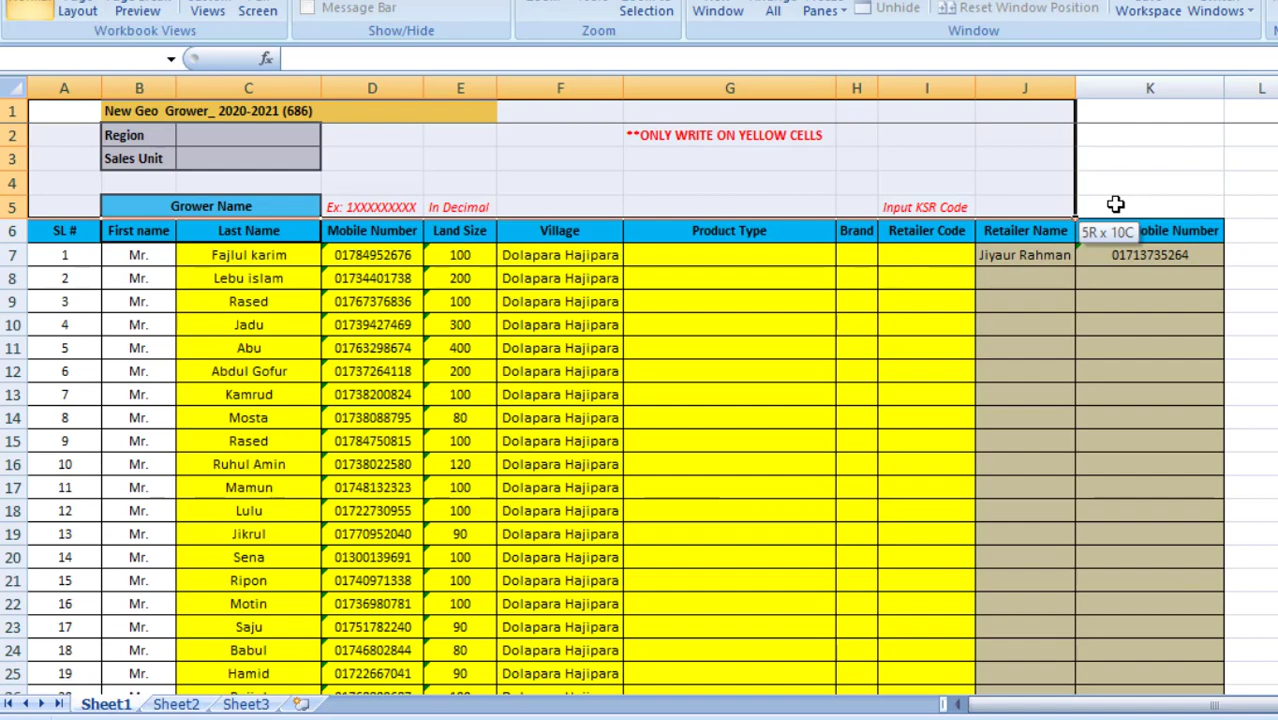 Layout Preview Views Screen
Message Bar
Selection
Window All Panes
Unhide
Reset Window Position
Workspace Windows
Workbook Views Show/Hide Zoom Window
fx
A B C D E F G H I J K L
1 New Geo Grower_ 2020-2021 (686)
2 Region **ONLY WRITE ON YELLOW CELLS
3 Sales Unit
4
5 Grower Name Ex: 1XXXXXXXXX In Decimal Input KSR Code
6 SL # First name Last Name Mobile Number Land Size Village Product Type Brand Retailer Code Retailer Name 5R x 10C obile Number
7 1 Mr. Fajlul karim 01784952676 100 Dolapara Hajipara Jiyaur Rahman 01713735264
8 2 Mr. Lebu islam 01734401738 200 Dolapara Hajipara
9 3 Mr. Rased 01767376836 100 Dolapara Hajipara
10 4 Mr. Jadu 01739427469 300 Dolapara Hajipara
11 5 Mr. Abu 01763298674 400 Dolapara Hajipara
12 6 Mr. Abdul Gofur 01737264118 200 Dolapara Hajipara
13 7 Mr. Kamrud 01738200824 100 Dolapara Hajipara
14 8 Mr. Mosta 01738088795 80 Dolapara Hajipara
15 9 Mr. Rased 01784750815 100 Dolapara Hajipara
16 10 Mr. Ruhul Amin 01738022580 120 Dolapara Hajipara
17 11 Mr. Mamun 01748132323 100 Dolapara Hajipara
18 12 Mr. Lulu 01722730955 100 Dolapara Hajipara
19 13 Mr. Jikrul 01770952040 90 Dolapara Hajipara
20 14 Mr. Sena 01300139691 100 Dolapara Hajipara
21 15 Mr. Ripon 01740971338 100 Dolapara Hajipara
22 16 Mr. Motin 01736980781 100 Dolapara Hajipara
23 17 Mr. Saju 01751782240 90 Dolapara Hajipara
24 18 Mr. Babul 01746802844 80 Dolapara Hajipara
25 19 Mr. Hamid 01722667041 90 Dolapara Hajipara
Sheet1 Sheet2 Sheet3